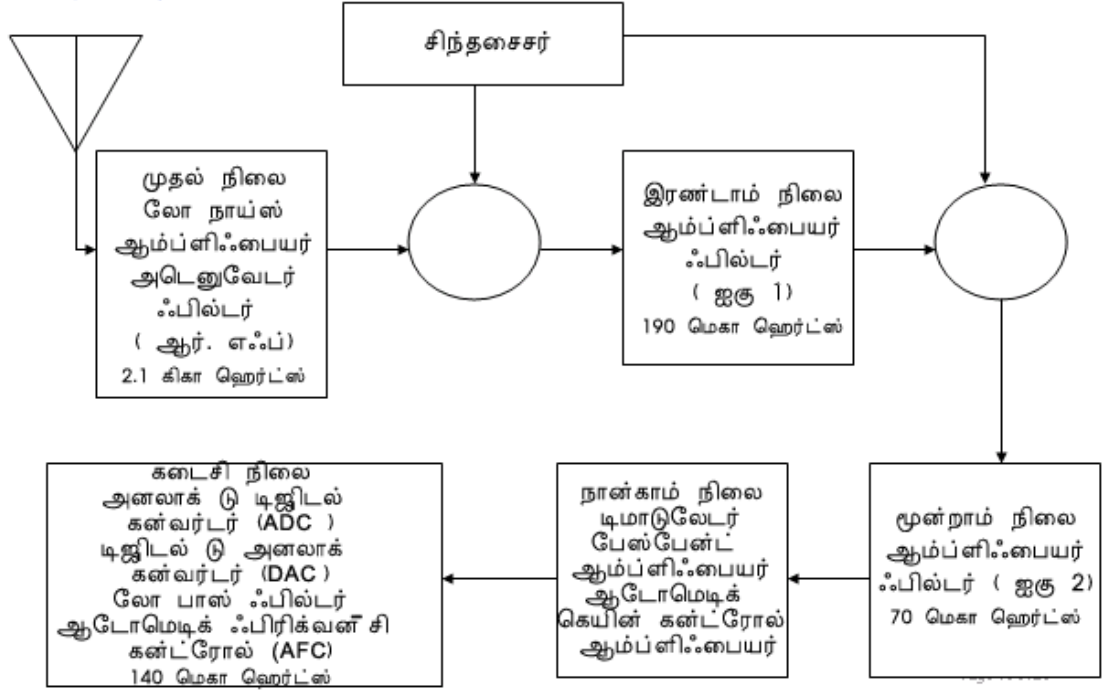 சிந்தசைசர்
முதல் நிலை
லோ நாய்ஸ்
ஆம்ப்ளிஃபையர்
அடெனுவேடர்
ஃபில்டர்
( ஆர். எஃப்)
2.1 கிகா ஹெர்ட்ஸ்
இரண்டாம் நிலை
ஆம்ப்ளிஃபையர்
ஃபில்டர்
( ஐகு 1)
190 மெகா ஹெர்ட்ஸ்
மூன்றாம் நிலை
ஆம்ப்ளிஃபையர்
ஃபில்டர் ( ஐகு 2)
70 மெகா ஹெர்ட்ஸ்
நான்காம் நிலை
டிமாடுலேடர்
பேஸ்பேன்ட்
ஆம்ப்ளிஃபையர்
ஆடோமெடிக்
கெயின் கன்ட்ரோல்
ஆம்ப்ளிஃபையர்
கடைசி நிலை
அனலாக் டு டிஜிடல்
கன்வர்டர் (ADC )
டிஜிடல் டு அனலாக்
கன்வர்டர் (DAC )
லோ பாஸ் ஃபில்டர்
ஆடோமெடிக் ஃபிரிக்வன் சி
கன்ட்ரோல் (AFC)
140 மெகா ஹெர்ட்ஸ்